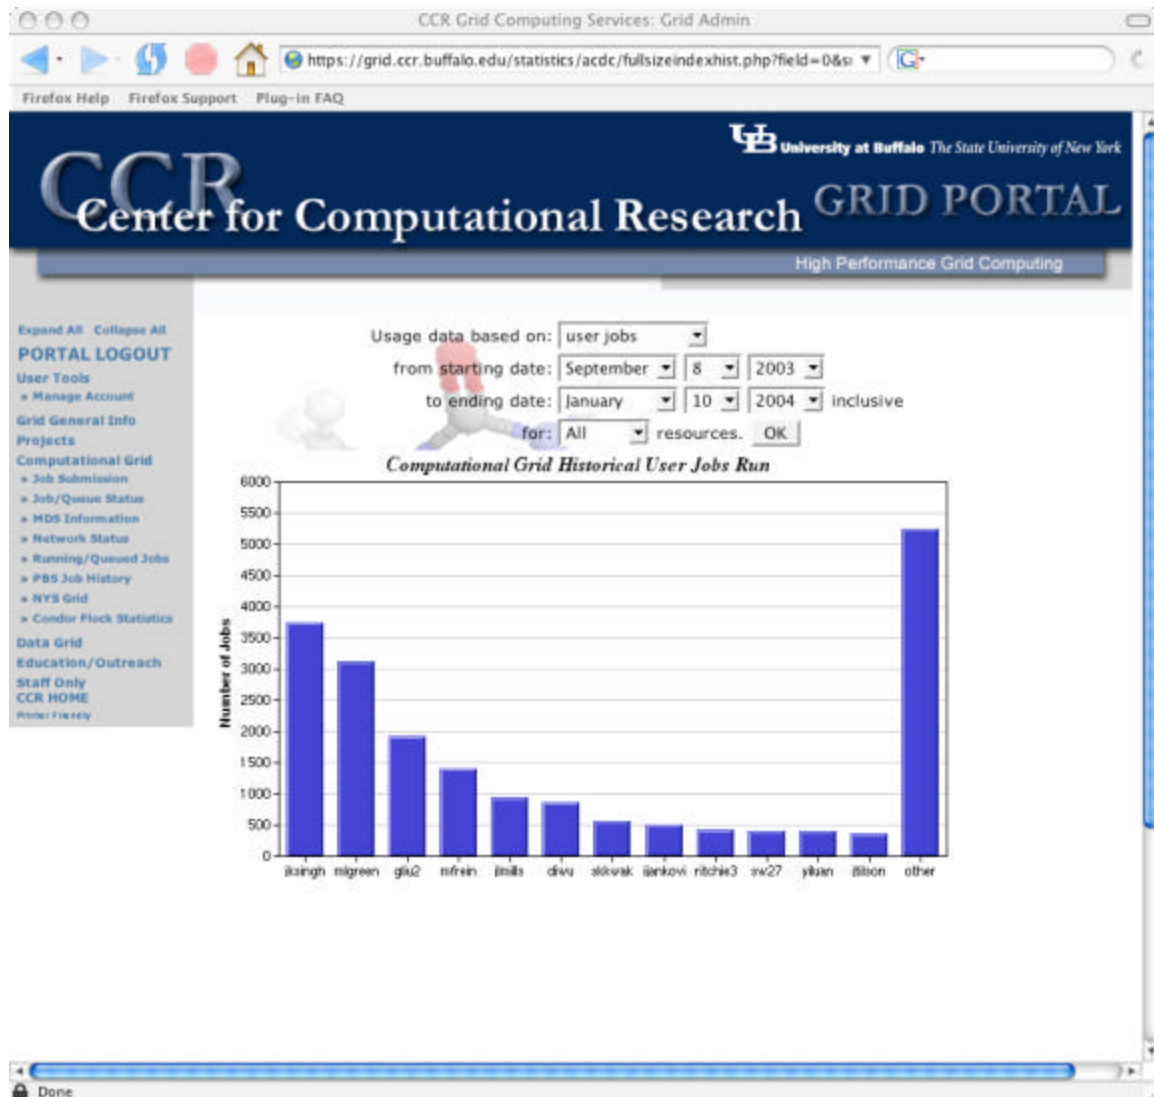 CCR Grid Computing Services: Grid Admin
https://grid.ccr.buffalo.edu/statistics/acdc/fullsizeindexhist.php?field=0&s
G
Firefox Help Firefox Support Plug-in FAQ
UB University at Buffalo The State University of New York
CCR
Center for Computational Research GRID PORTAL
High Performance Grid Computing
Expand All Collapse All
PORTAL LOGOUT
User Tools
» Manage Account
Grid General Info
Projects
Computational Grid
» Job Submission
» Job/Queue Status
» MDS Information
» Network Status
» Running/Queued Jobs
» PBS Job History
» NYS Grid
» Condor Flock Statistics
Data Grid
Education/Outreach
Staff Only
CCR HOME
Printer Friendly
Usage data based on: user jobs
from starting date: September 8 2003
to ending date: January 10 2004 inclusive
for: All resources. OK
Computational Grid Historical User Jobs Run
Number of Jobs
6000
5500
5000
4500
4000
3500
3000
2500
2000
1500
1000
500
0
mlgreen gliu2 mfrein diwu skkwak ritchie3 sw27 yiluan other
Done